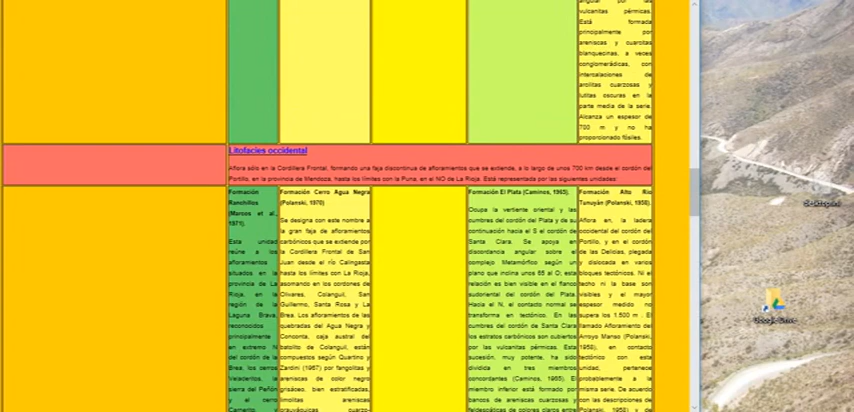 vulcanitas pérmicas.
Está formada
principalmente por
areniscas y cuarcitas
blanquecinas, a veces
conglomerádicas, con
intercalaciones de
arcilitas cuarzosas y
lutitas oscuras en la
parte media de la serie.
Alcanza un espesor de
700 m y no ha
proporcionado fósiles.
Litofacies occidental
Aflora sólo en la Cordillera Frontal, formando una faja discontinua de afloramientos que se extiende, a lo largo de unos 700 km desde el cordón del
Portillo, en la provincia de Mendoza, hasta los límites con la Puna, en el NO de La Rioja. Está representada por las siguientes unidades:
Formación
Ranchillos
(Marcos et al.,
1971).
Esta unidad
reúne a los
afloramientos
situados en la
provincia de La
Rioja, en la
región de la
Laguna Brava,
reconocidos
principalmente
en extremo N
del cordón de la
Brea, los cerros
Veladeritos, la
sierra del Peñón
y el cerro
Formación Cerro Agua Negra
(Polanski, 1970)
Se designa con este nombre a
la gran faja de afloramientos
carbónicos que se extiende por
la Cordillera Frontal de San
Juan desde el río Calingasta
hasta los límites con La Rioja,
asomando en los cordones de
Olivares, Colanguil, San
Guillermo, Santa Rosa y La
Brea. Los afloramientos de las
quebradas del Agua Negra y
Conconta, caja austral del
batolito de Colanguil, están
compuestos según Quartino y
Zardini (1967) por fangolitas y
areniscas de color negro
grisáceo, bien estratificadas,
limolitas areniscas
Formación El Plata (Caminos, 1965).
Ocupa la vertiente oriental y las
cumbres del cordón del Plata y de su
continuación hacia el S el cordón de
Santa Clara. Se apoya en
discordancia angular sobre el
complejo Metamórfico según un
plano que inclina unos 65 al O; esta
relación es bien visible en el flanco
sudoriental del cordón del Plata.
Hacia el N, el contacto normal se
transforma en tectónico. En las
cumbres del cordón de Santa Clara
los estratos carbónicos son cubiertos
por las vulcanitas pérmicas. Esta
sucesión, muy potente, ha sido
dividida en tres miembros
concordantes (Caminos, 1965). El
miembro inferior está formado por
bancos de areniscas cuarzosas y
feldespáticas de colores claros entre
Formación Alto Río
Tunuyán (Polanski, 1958).
Aflora en, la ladera
occidental del cordón del
Portillo, y en el cordón
de las Delicias, plegada
y dislocada en varios
bloques tectónicos. Ni el
techo ni la base son
visibles y el mayor
espesor medido no
supera los 1.500 m. El
llamado Afloramiento del
Arroyo Manso (Polanski,
1958), en contacto
tectónico con esta
unidad, pertenece
probablemente a la
misma serie. De acuerdo
con las descripciones de
Polanski, 1958) y de
Google Drive